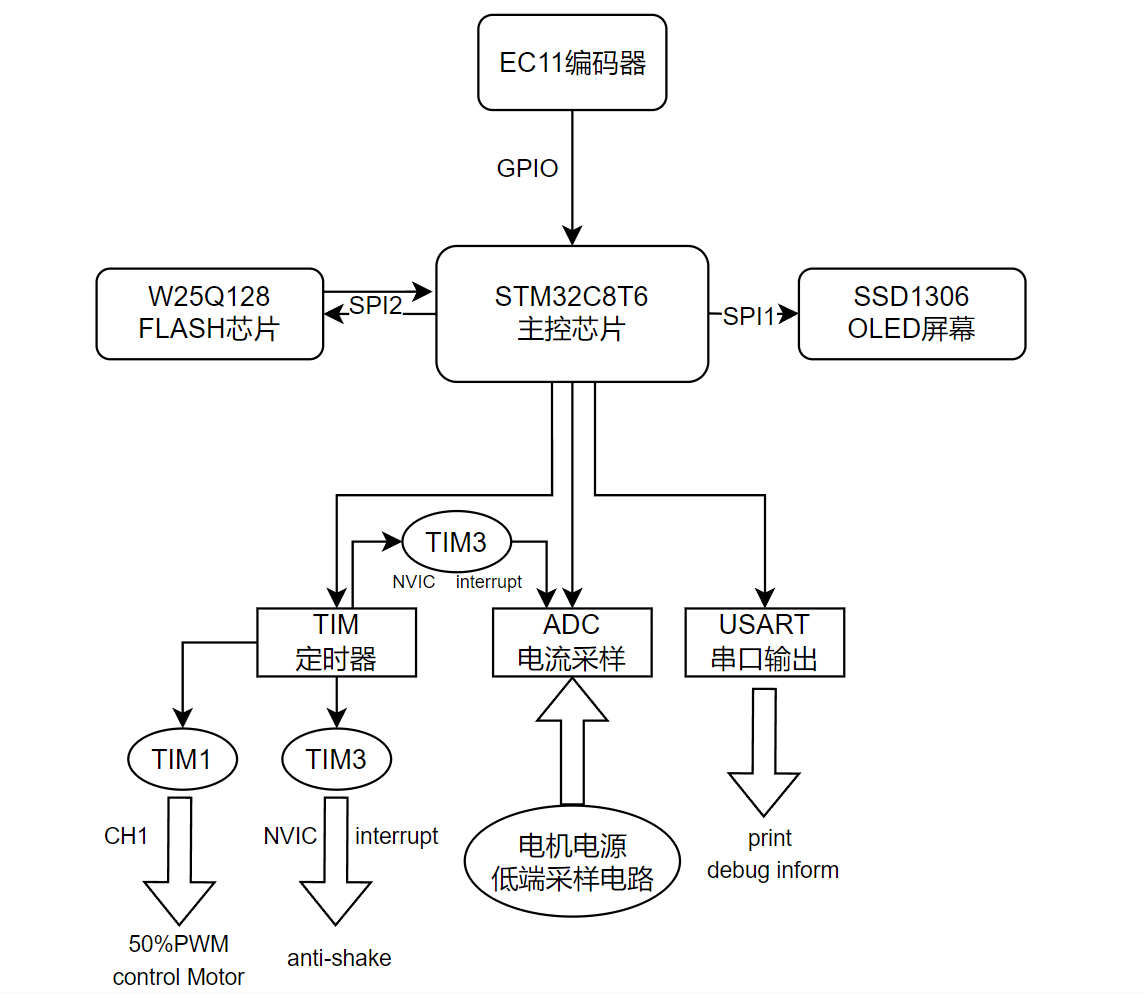 EC11编码器
GPIO
W25Q128
FLASH芯片
SPI2
STM32C8T6
主控芯片
SPI1
SSD1306
OLED屏幕
TIM3
NVIC interrupt
TIM
定时器
ADC
电流采样
USART
串口输出
TIM1
TIM3
CH1
NVIC interrupt
电机电源
低端采样电路
print
debug inform
50%PWM
control Motor
anti-shake